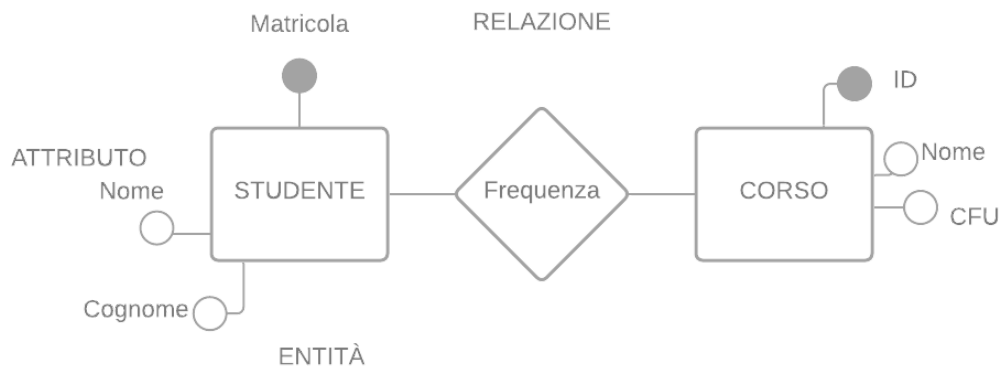 Matricola
RELAZIONE
ID
ATTRIBUTO
Nome
Nome
STUDENTE
Frequenza
CORSO
CFU
Cognome
ENTITÀ